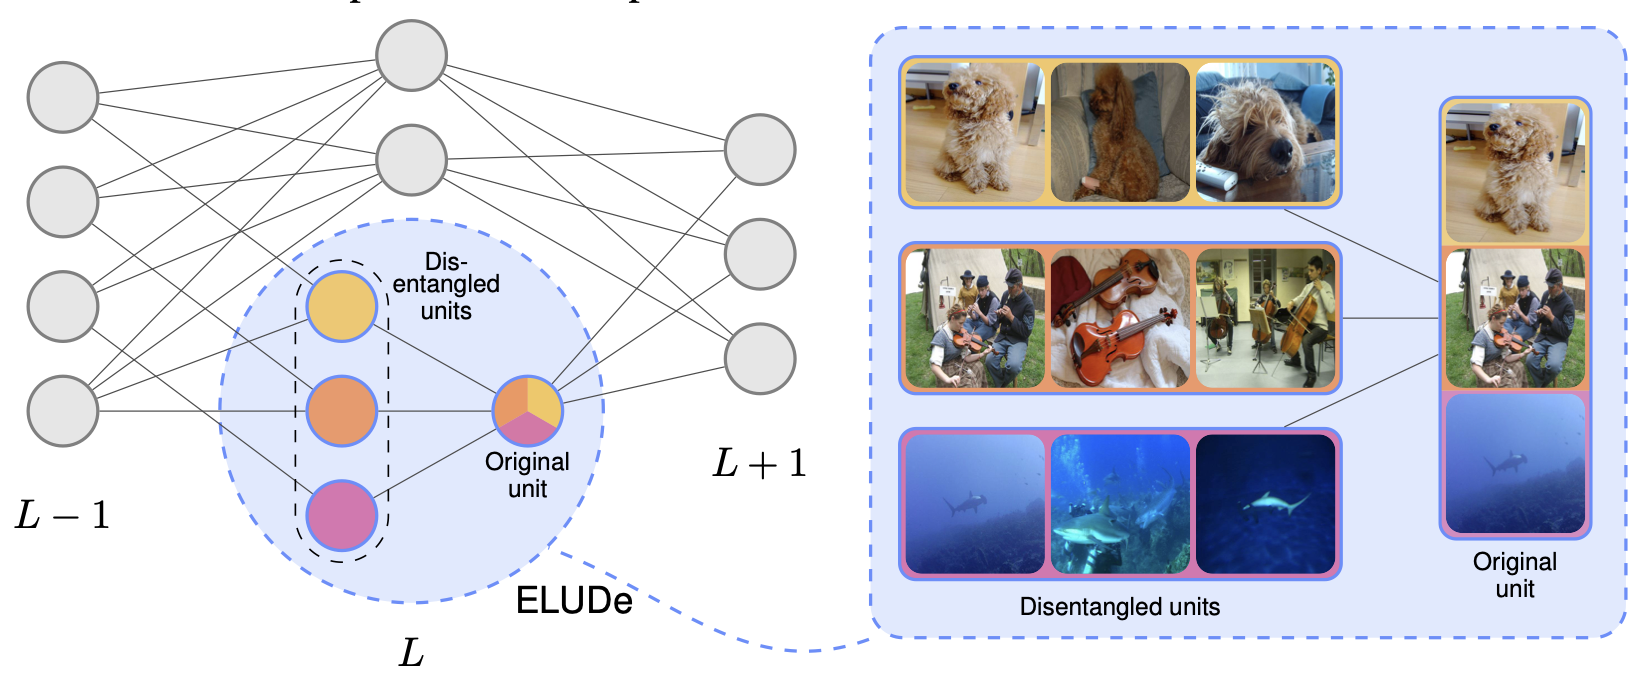 Dis-
entangled
units
Original
unit
L − 1
L + 1
ELUDe
L
Disentangled units
Original
unit